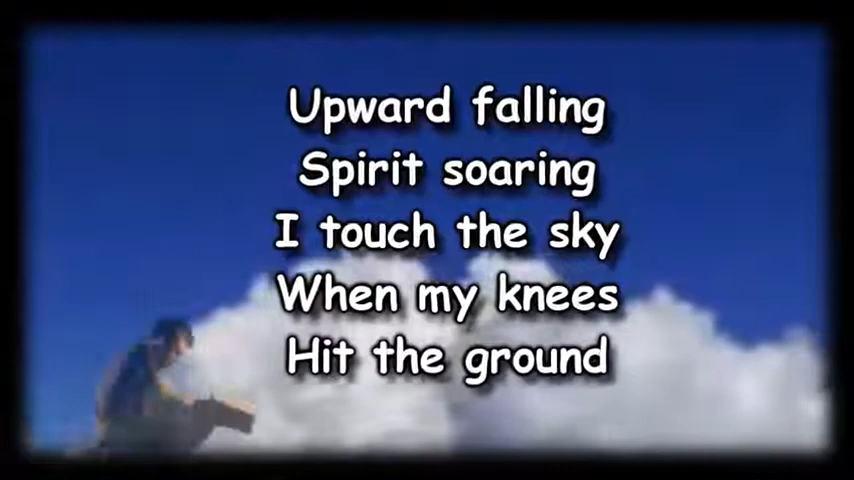 Upward falling
Spirit soaring
I touch the sky
When my knees
Hit the ground